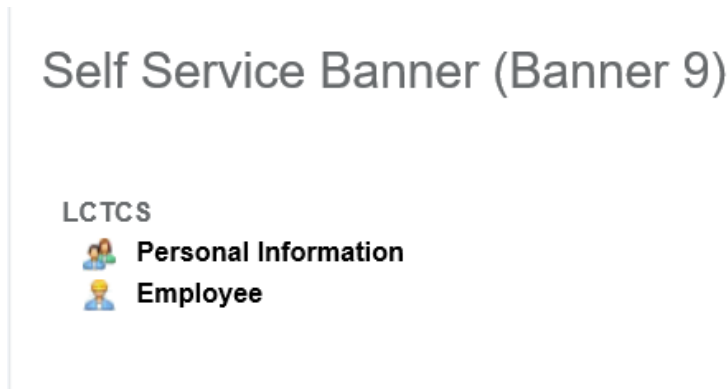 Self Service Banner (Banner 9)
LCTCS
Personal Information
Employee